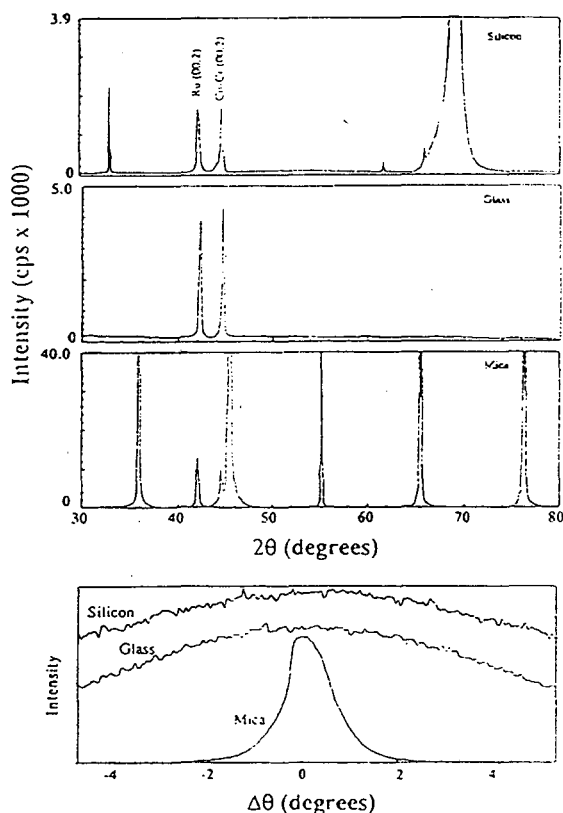 3.9
Silicon
Ru (00.2)
0
5.0
Glass
Intensity (cps x 1000)
0
40.0
Mica
0
30 40 50 60 70 80
2θ (degrees)
Silicon
Glass
Mica
Intensity
-4 -2 0 2 4
Δθ (degrees)